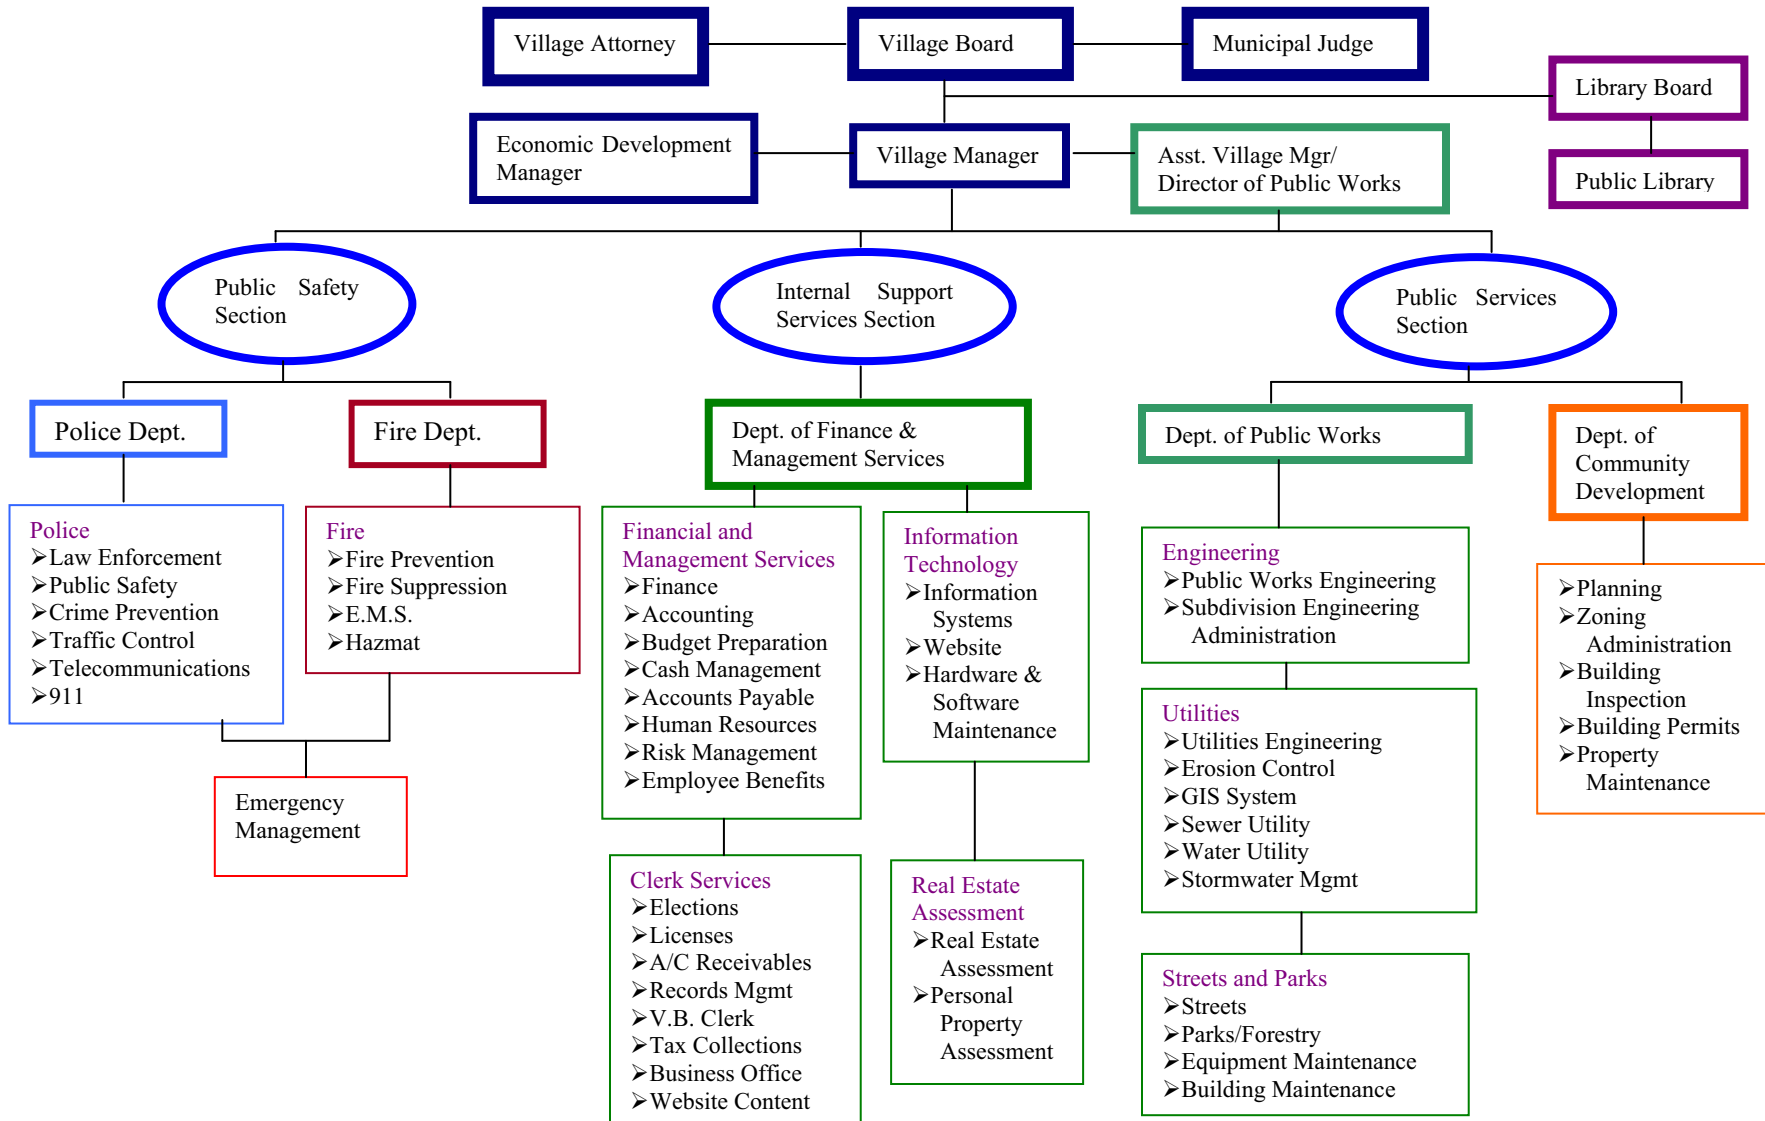 Village Attorney
Village Board
Municipal Judge
Library Board
Economic Development
Manager
Village Manager
Asst. Village Mgr/
Director of Public Works
Public Library
Public Safety
Section
Internal Support
Services Section
Public Services
Section
Police Dept.
Fire Dept.
Dept. of Finance &
Management Services
Dept. of Public Works
Dept. of
Community
Development
Police
➢Law Enforcement
➢Public Safety
➢Crime Prevention
➢Traffic Control
➢Telecommunications
➢911
Fire
➢Fire Prevention
➢Fire Suppression
➢E.M.S.
➢Hazmat
Emergency
Management
Financial and
Management Services
➢Finance
➢Accounting
➢Budget Preparation
➢Cash Management
➢Accounts Payable
➢Human Resources
➢Risk Management
➢Employee Benefits
Clerk Services
➢Elections
➢Licenses
➢A/C Receivables
➢Records Mgmt
➢V.B. Clerk
➢Tax Collections
➢Business Office
➢Website Content
Information
Technology
➢Information
Systems
➢Website
➢Hardware &
Software
Maintenance
Real Estate
Assessment
➢Real Estate
Assessment
➢Personal
Property
Assessment
Engineering
➢Public Works Engineering
➢Subdivision Engineering
Administration
Utilities
➢Utilities Engineering
➢Erosion Control
➢GIS System
➢Sewer Utility
➢Water Utility
➢Stormwater Mgmt
Streets and Parks
➢Streets
➢Parks/Forestry
➢Equipment Maintenance
➢Building Maintenance
➢Planning
➢Zoning
Administration
➢Building
Inspection
➢Building Permits
➢Property
Maintenance